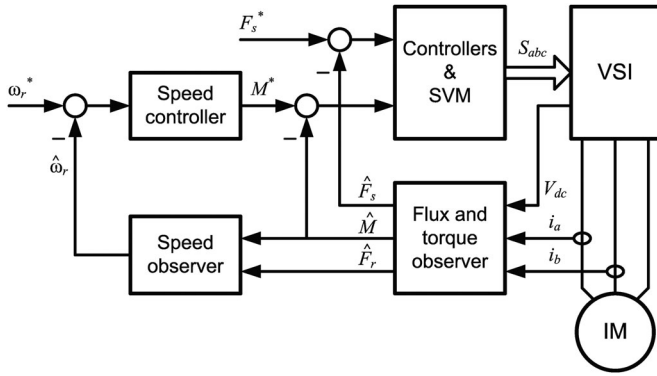 F_s*
Controllers
&
SVM
S_abc
VSI
ω_r*
Speed
controller
M*
−
−
−
ω̂_r
F̂_s
V_dc
Speed
observer
M̂
F̂_r
Flux and
torque
observer
i_a
i_b
IM